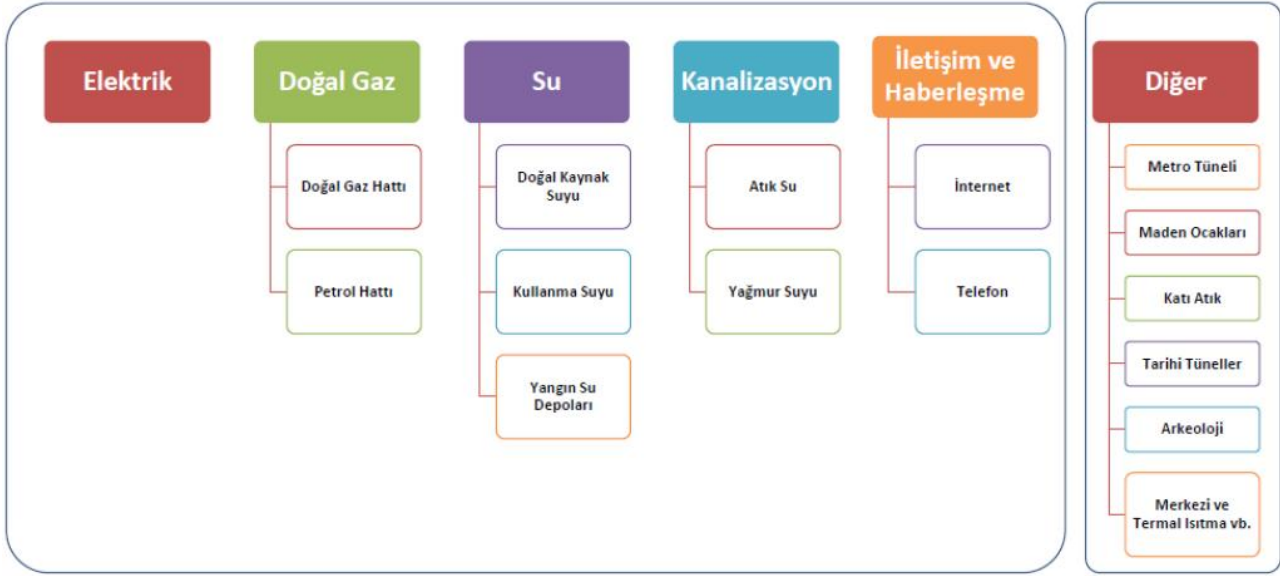 Elektrik
Doğal Gaz
Doğal Gaz Hattı
Petrol Hattı
Su
Doğal Kaynak
Suyu
Kullanma Suyu
Yangın Su
Depoları
Kanalizasyon
Atık Su
Yağmur Suyu
İletişim ve
Haberleşme
İnternet
Telefon
Diğer
Metro Tüneli
Maden Ocakları
Katı Atık
Tarihi Tüneller
Arkeoloji
Merkezi ve
Termal Isıtma vb.